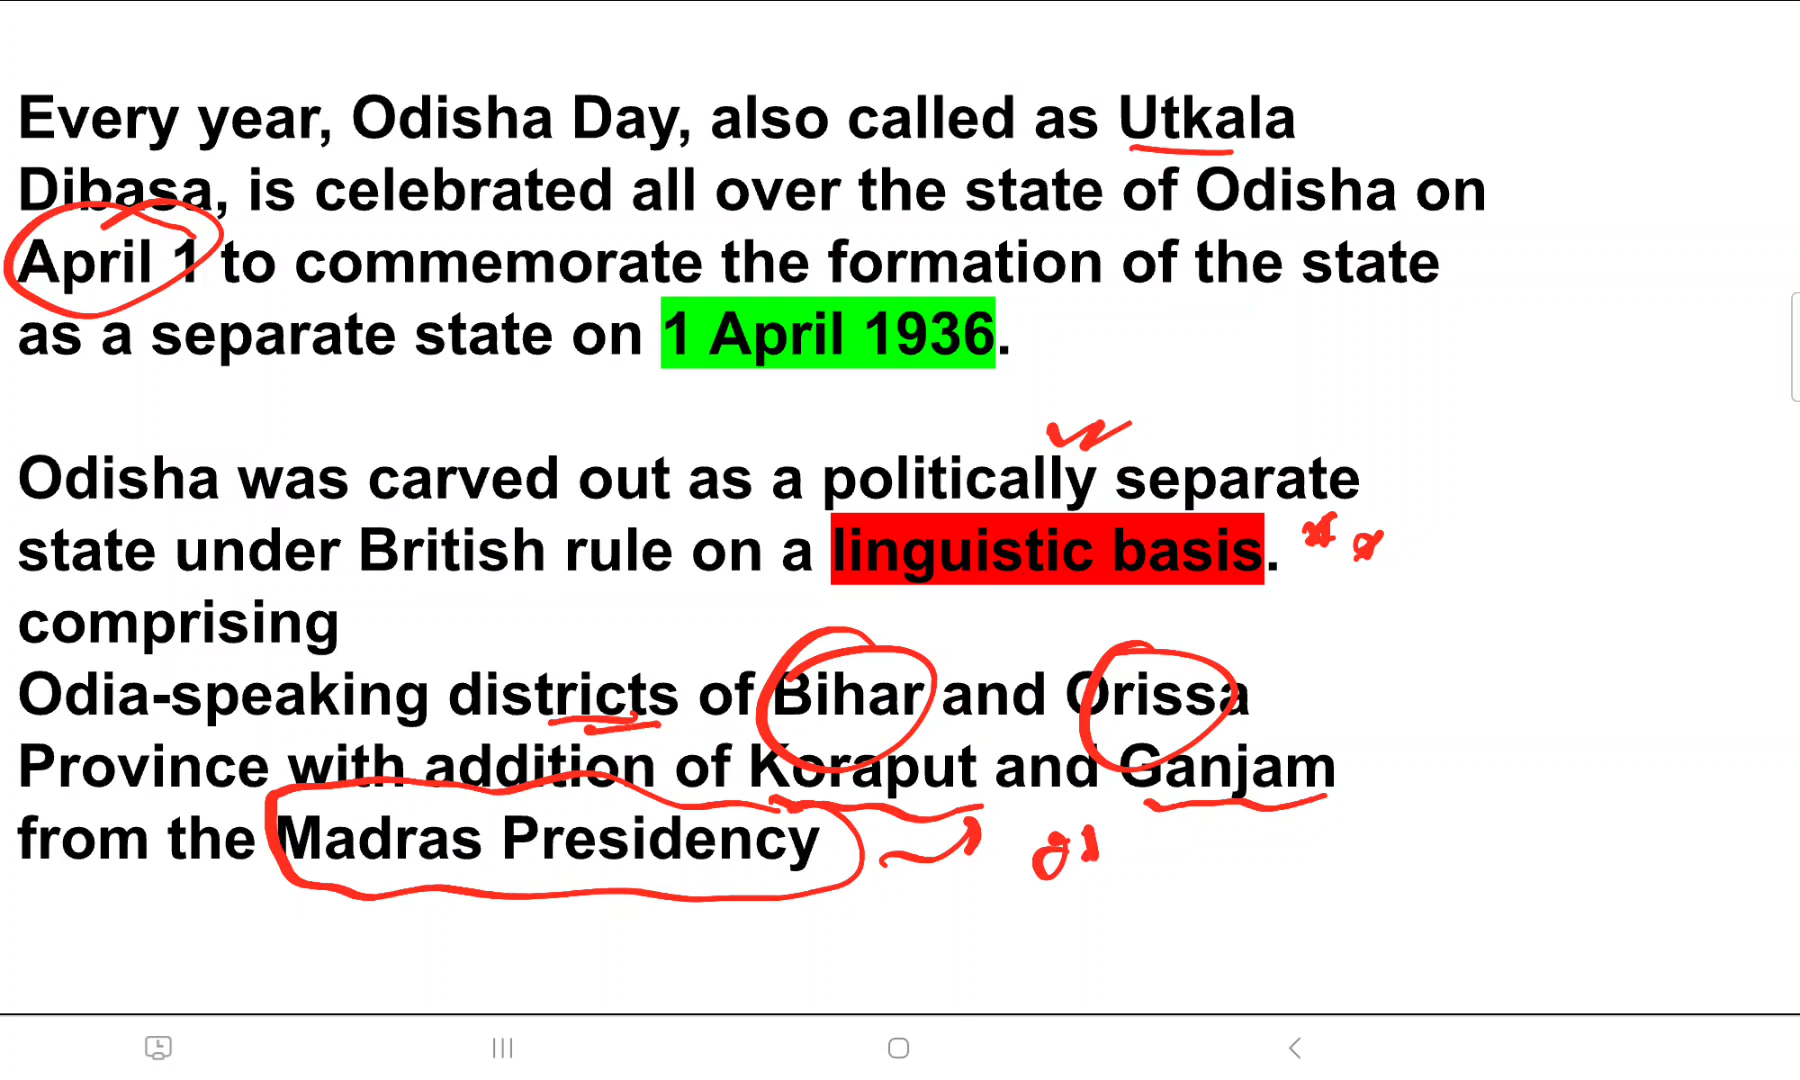 Every year, Odisha Day, also called as Utkala
Dibasa, is celebrated all over the state of Odisha on
April 1 to commemorate the formation of the state
as a separate state on 1 April 1936.
Odisha was carved out as a politically separate
state under British rule on a linguistic basis.
comprising
Odia-speaking districts of Bihar and Orissa
Province with addition of Koraput and Ganjam
from the Madras Presidency